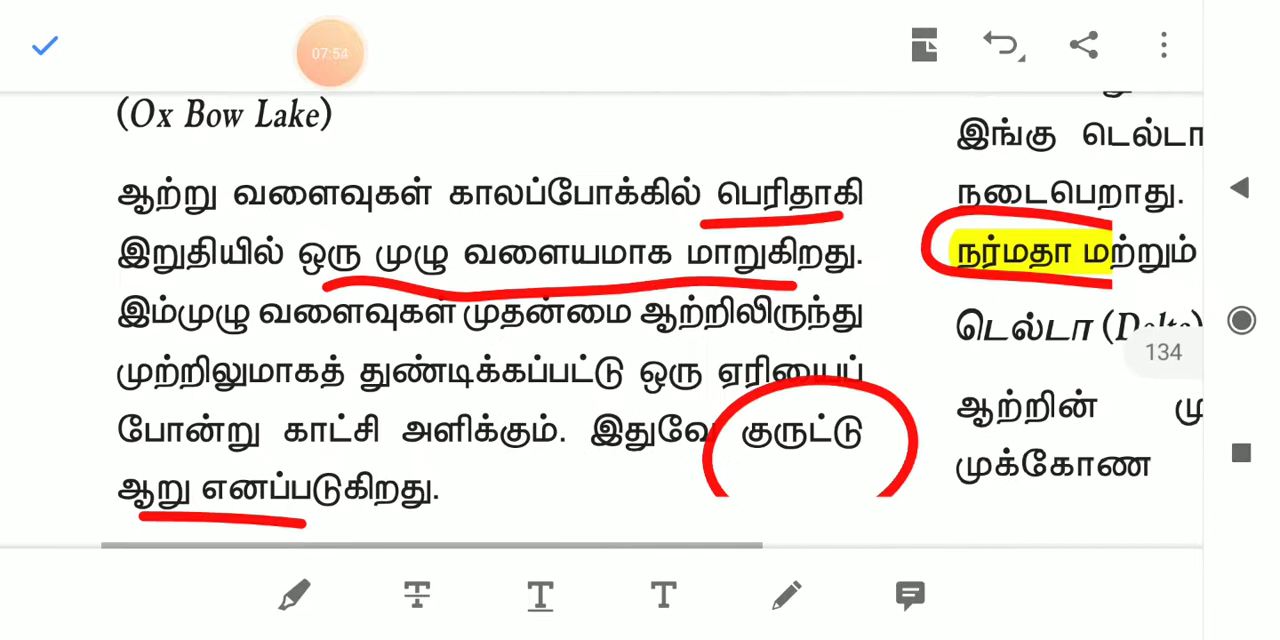 07:54
(Ox Bow Lake)
ஆற்று வளைவுகள் காலப்போக்கில் பெரிதாகி
இறுதியில் ஒரு முழு வளையமாக மாறுகிறது.
இம்முழு வளைவுகள் முதன்மை ஆற்றிலிருந்து
முற்றிலுமாகத் துண்டிக்கப்பட்டு ஒரு ஏரியைப்
போன்று காட்சி அளிக்கும். இதுவே குருட்டு
ஆறு எனப்படுகிறது.
இங்கு டெல்டா
நடைபெறாது.
நர்மதா மற்றும்
டெல்டா (Delta)
134
ஆற்றின் மு
முக்கோண